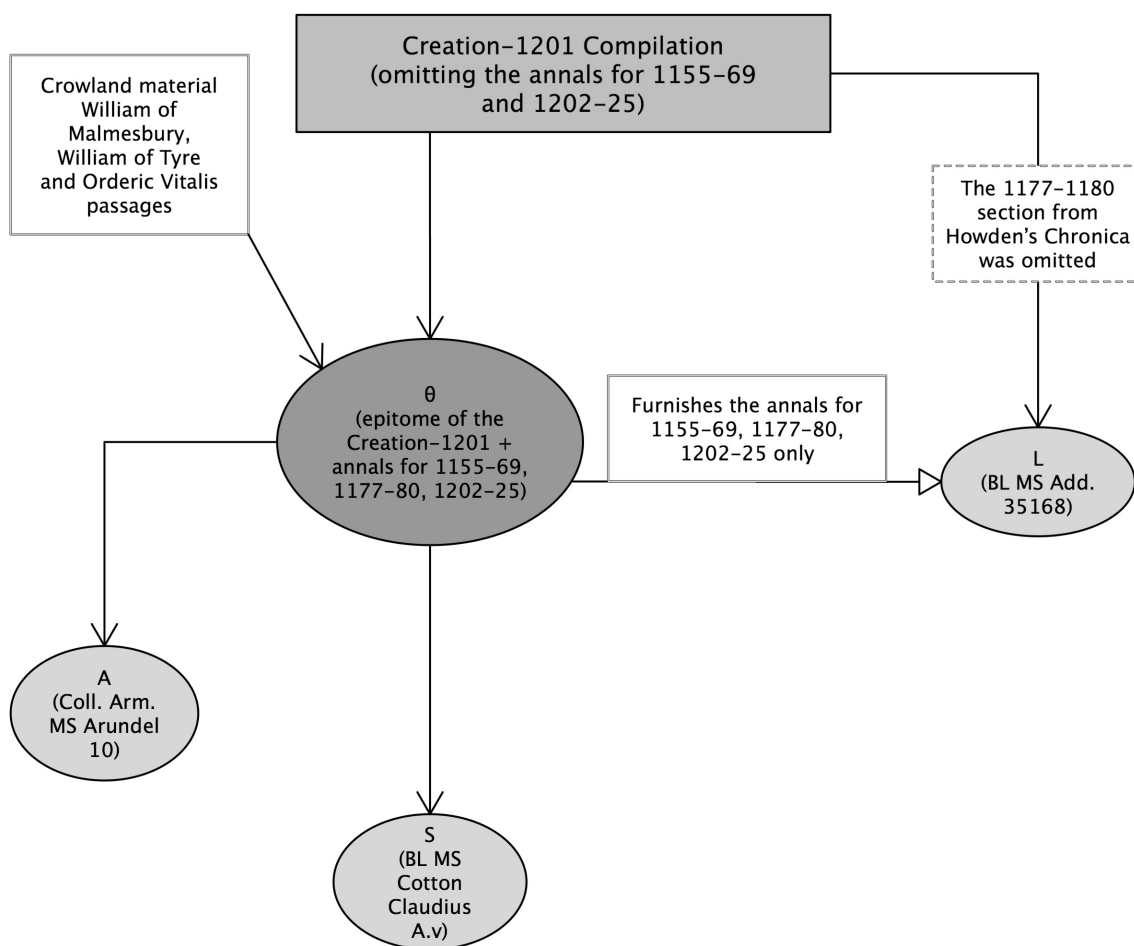 Creation-1201 Compilation
(omitting the annals for 1155-69
and 1202-25)
Crowland material
William of
Malmesbury,
William of Tyre
and Orderic Vitalis
passages
The 1177-1180
section from
Howden's Chronica
was omitted
θ
(epitome of the
Creation-1201 +
annals for 1155-69,
1177-80, 1202-25)
Furnishes the annals for
1155-69, 1177-80,
1202-25 only
L
(BL MS Add.
35168)
A
(Coll. Arm.
MS Arundel
10)
S
(BL MS
Cotton
Claudius
A.v)